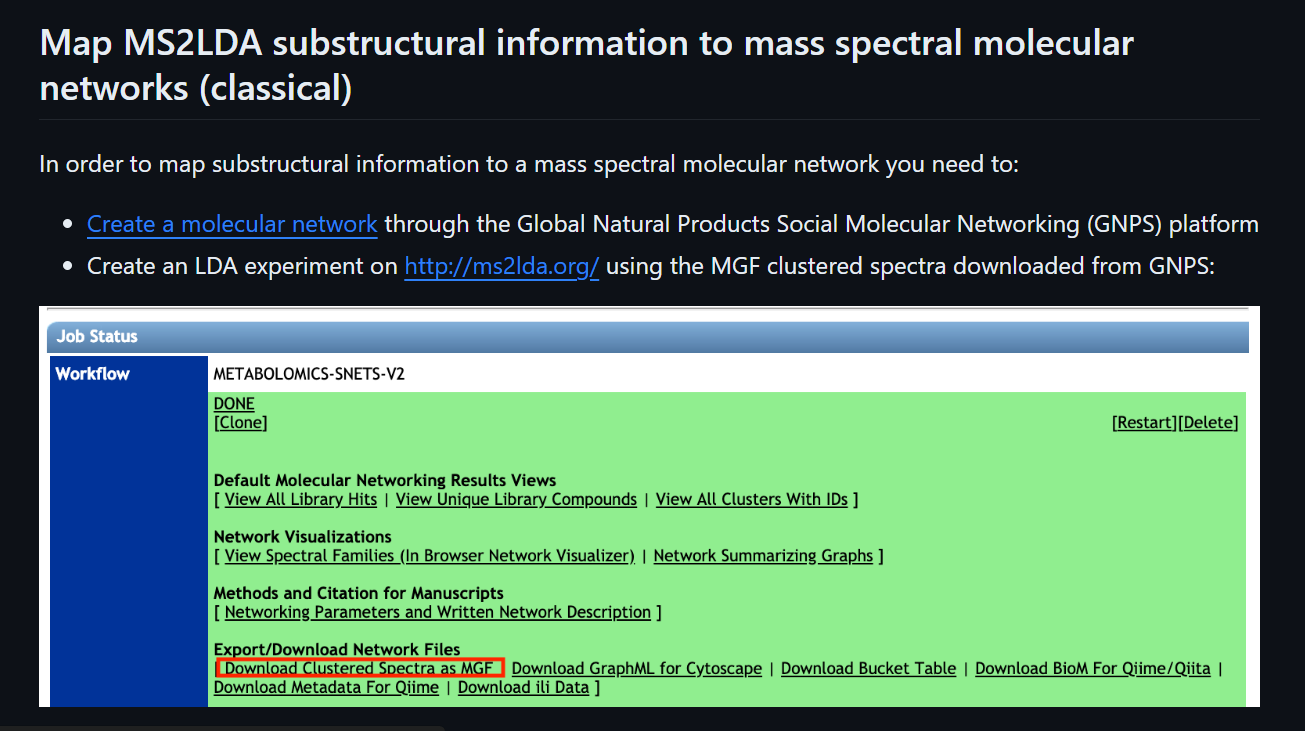 Map MS2LDA substructural information to mass spectral molecular
networks (classical)
In order to map substructural information to a mass spectral molecular network you need to:
• Create a molecular network through the Global Natural Products Social Molecular Networking (GNPS) platform
• Create an LDA experiment on http://ms2lda.org/ using the MGF clustered spectra downloaded from GNPS:
Job Status
Workflow METABOLOMICS-SNETS-V2
DONE
[Clone] [Restart][Delete]
Default Molecular Networking Results Views
[ View All Library Hits | View Unique Library Compounds | View All Clusters With IDs ]
Network Visualizations
[ View Spectral Families (In Browser Network Visualizer) | Network Summarizing Graphs ]
Methods and Citation for Manuscripts
[ Networking Parameters and Written Network Description ]
Export/Download Network Files
[ Download Clustered Spectra as MGF Download GraphML for Cytoscape | Download Bucket Table | Download BioM For Qiime/Qiita |
Download Metadata For Qiime | Download ili Data ]